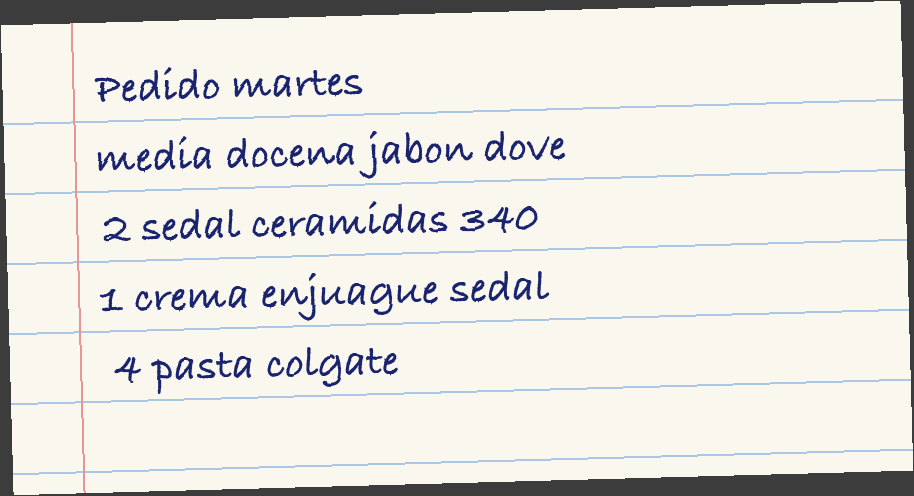 Pedido martes
media docena jabon dove
2 sedal ceramidas 340
1 crema enjuague sedal
4 pasta colgate